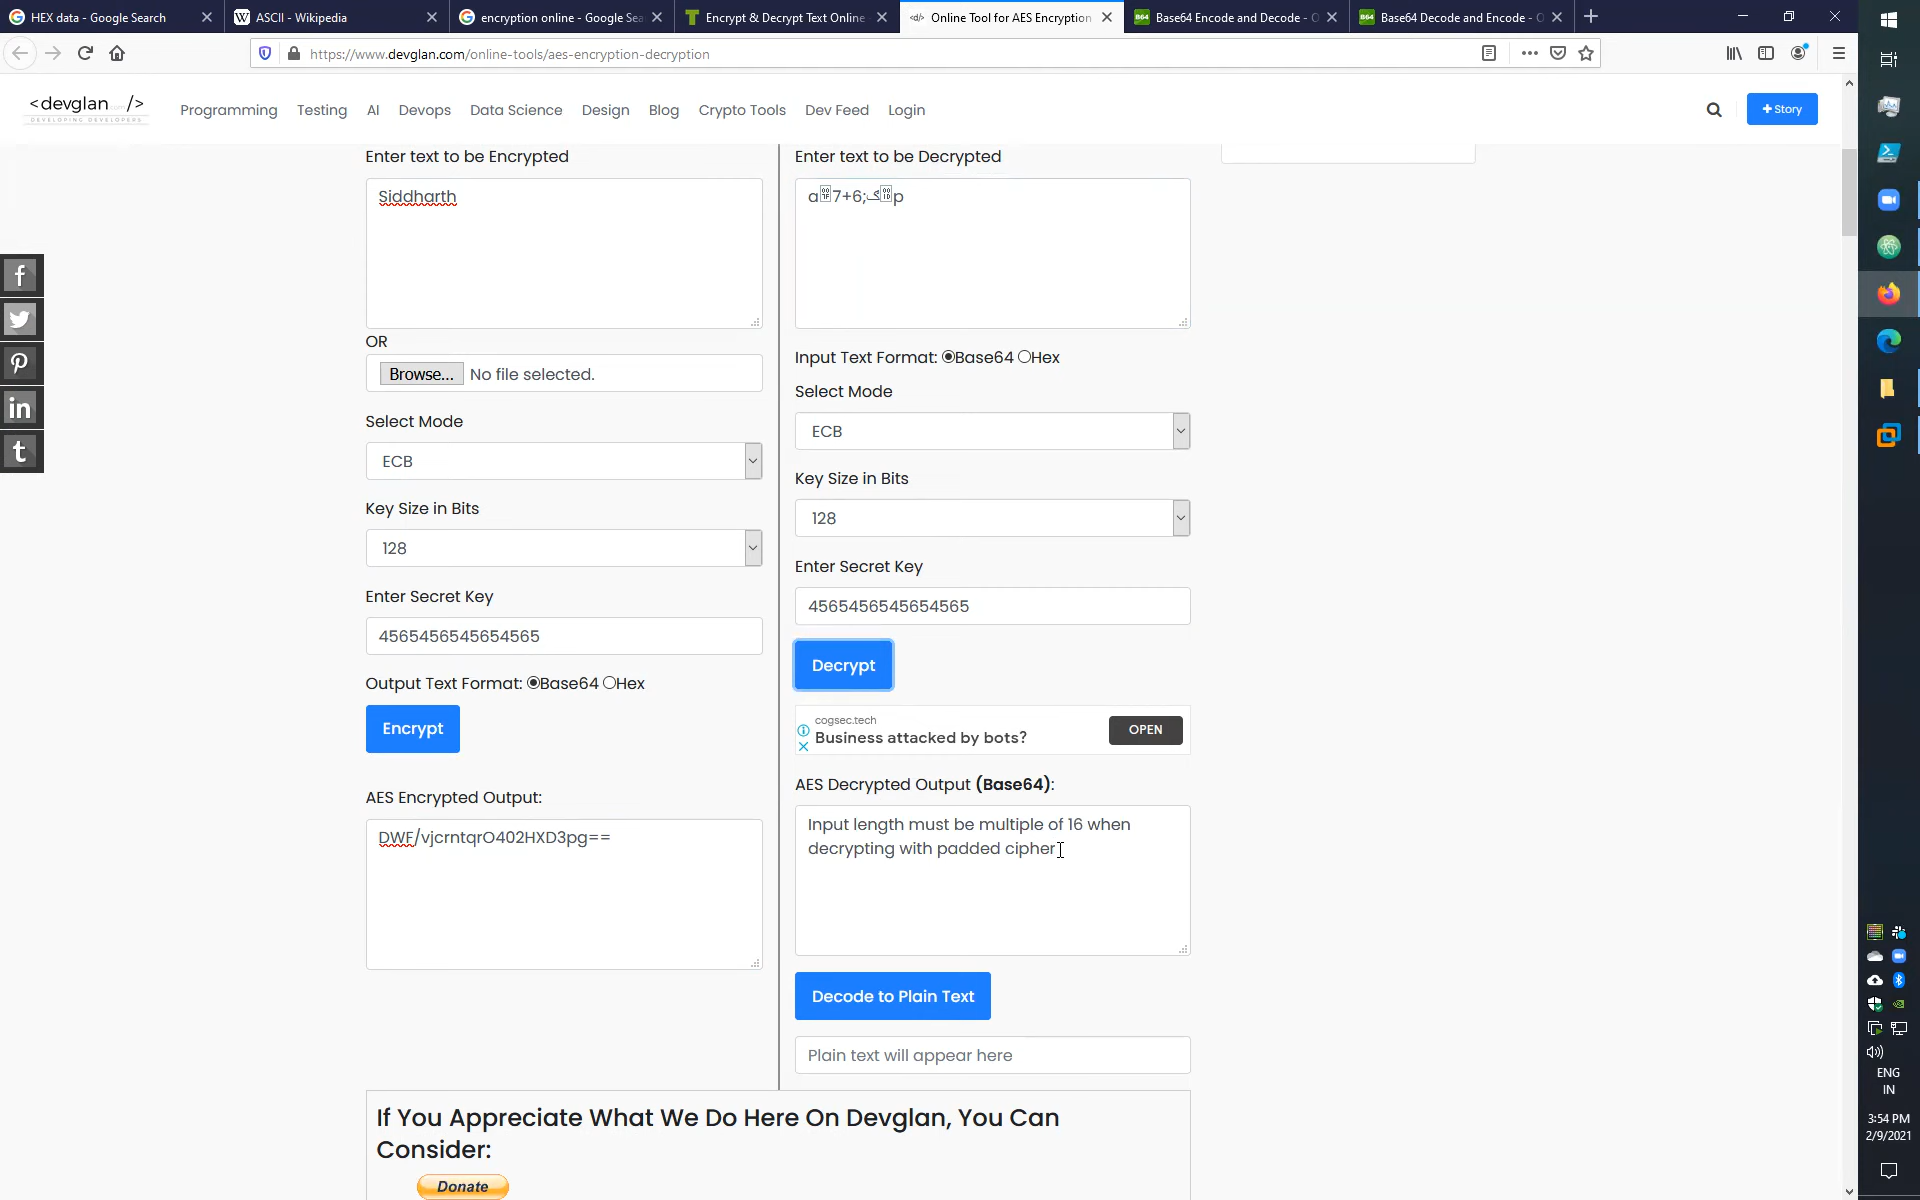 HEX data - Google Search
ASCII - Wikipedia
encryption online - Google Sea
Encrypt & Decrypt Text Online
Online Tool for AES Encryption
Base64 Encode and Decode - O
Base64 Decode and Encode - O
https://www.devglan.com/online-tools/aes-encryption-decryption
<devglan.com />
DEVELOPING DEVELOPERS
Programming Testing AI Devops Data Science Design Blog Crypto Tools Dev Feed Login
+ Story
Enter text to be Encrypted
Siddharth
OR
Browse... No file selected.
Select Mode
ECB
Key Size in Bits
128
Enter Secret Key
4565456545654565
Output Text Format: Base64 Hex
Encrypt
AES Encrypted Output:
DWF/vjcrntqrO402HXD3pg==
Enter text to be Decrypted
Input Text Format: Base64 Hex
Select Mode
ECB
Key Size in Bits
128
Enter Secret Key
4565456545654565
Decrypt
cogsec.tech
Business attacked by bots?
OPEN
AES Decrypted Output (Base64):
Input length must be multiple of 16 when
decrypting with padded cipher
Decode to Plain Text
Plain text will appear here
If You Appreciate What We Do Here On Devglan, You Can
Consider:
Donate
ENG
IN
3:54 PM
2/9/2021